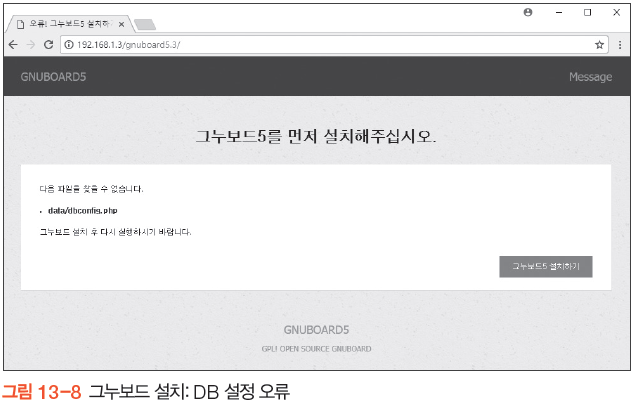 오류! 그누보드5 설치하
192.168.1.3/gnuboard5.3/
GNUBOARD5 Message
그누보드5를 먼저 설치해주십시오.
다음 파일을 찾을 수 없습니다.
• data/dbconfig.php
그누보드 설치 후 다시 실행하시기 바랍니다.
그누보드5 설치하기
GNUBOARD5
GPL! OPEN SOURCE GNUBOARD
그림 13-8 그누보드 설치: DB 설정 오류